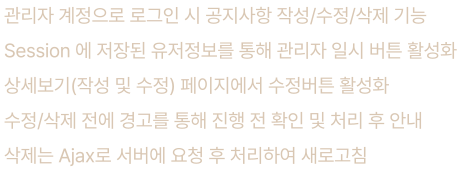 관리자 계정으로 로그인 시 공지사항 작성/수정/삭제 기능
Session 에 저장된 유저정보를 통해 관리자 일시 버튼 활성화
상세보기(작성 및 수정) 페이지에서 수정버튼 활성화
수정/삭제 전에 경고를 통해 진행 전 확인 및 처리 후 안내
삭제는 Ajax로 서버에 요청 후 처리하여 새로고침